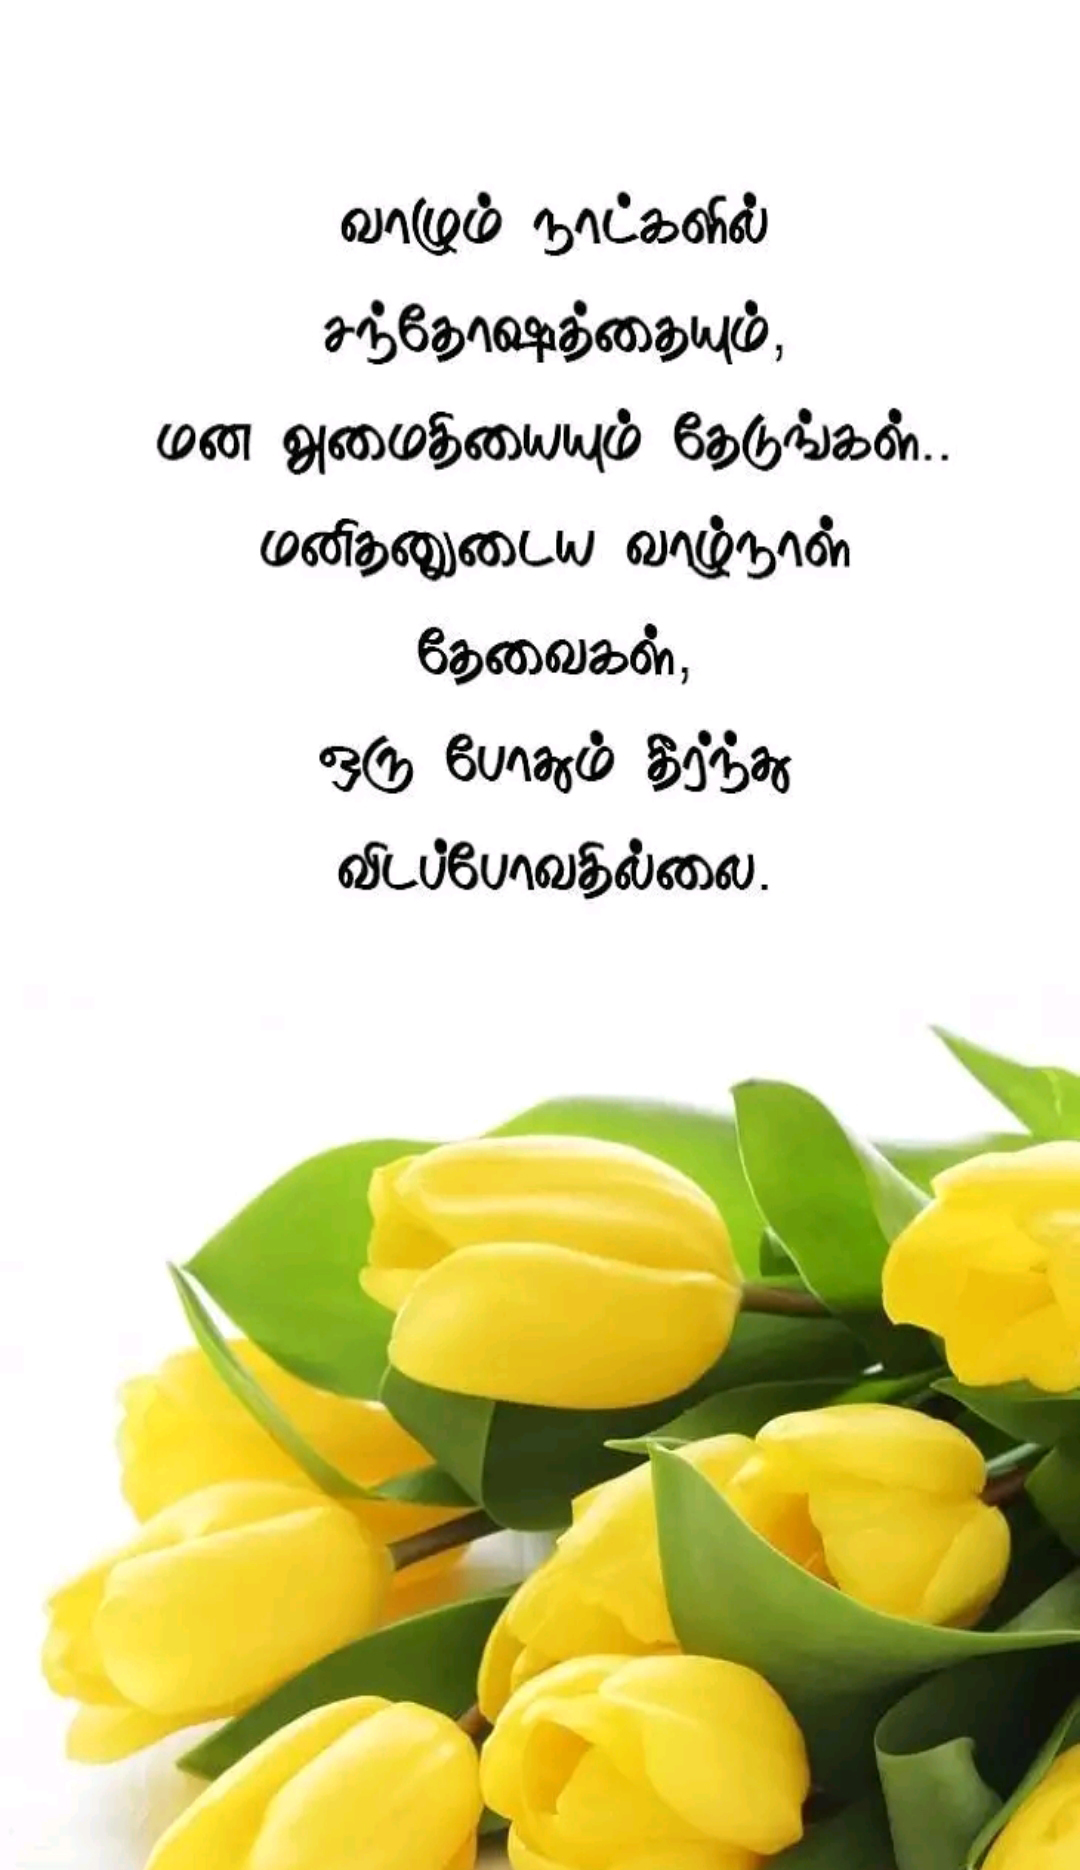 வாழும் நாட்களில்
சந்தோஷத்தையும்,
மன அமைதியையும் தேடுங்கள்..
மனிதனுடைய வாழ்நாள்
தேவைகள்,
ஒரு போதும் தீர்ந்து
விடப்போவதில்லை.